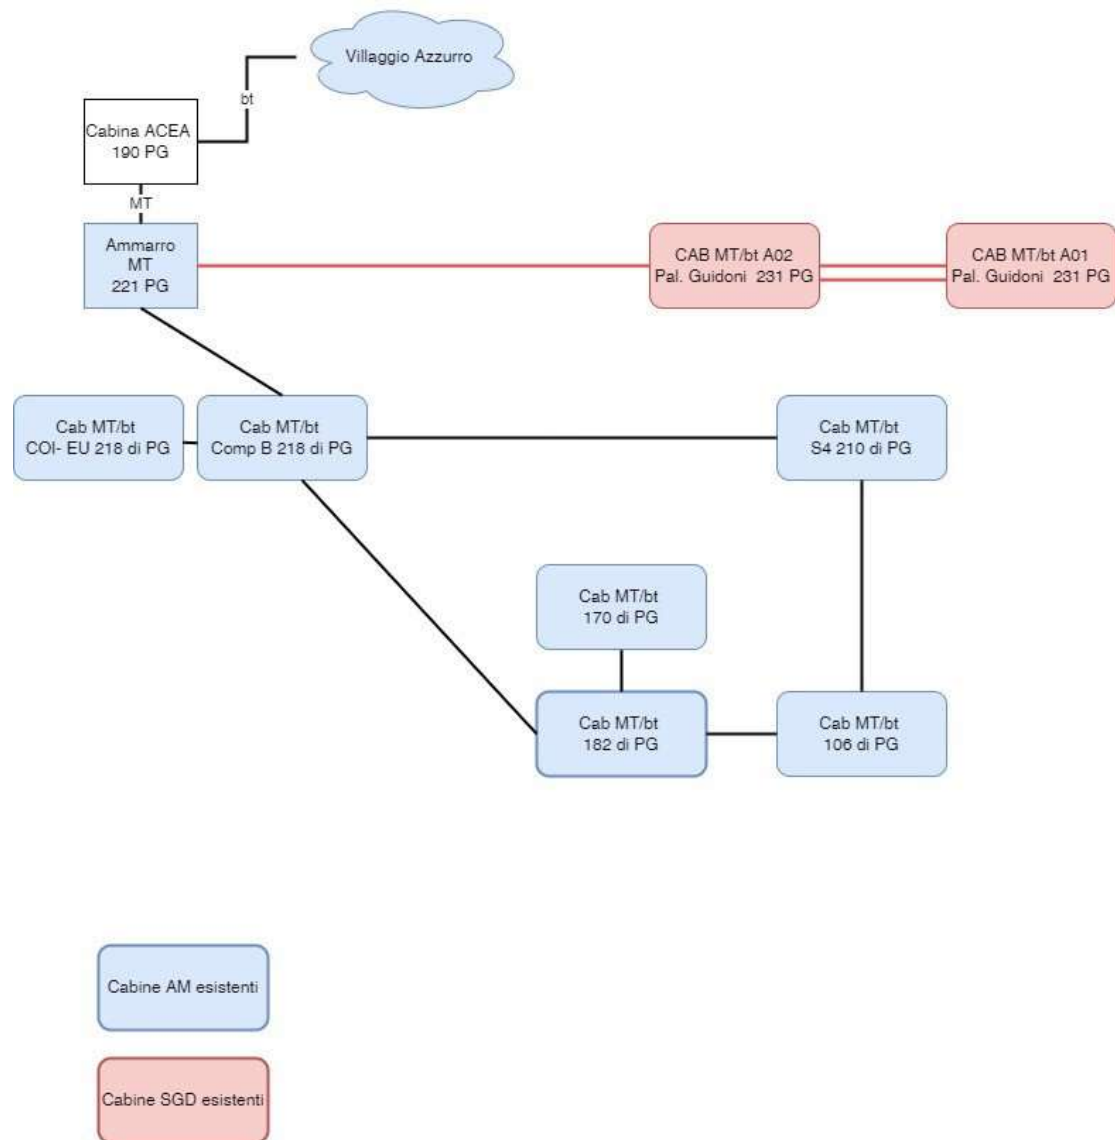 Villaggio Azzurro
bt
Cabina ACEA
190 PG
MT
Ammarro
MT
221 PG
CAB MT/bt A02
Pal. Guidoni 231 PG
CAB MT/bt A01
Pal. Guidoni 231 PG
Cab MT/bt
COI- EU 218 di PG
Cab MT/bt
Comp B 218 di PG
Cab MT/bt
S4 210 di PG
Cab MT/bt
170 di PG
Cab MT/bt
182 di PG
Cab MT/bt
106 di PG
Cabine AM esistenti
Cabine SGD esistenti